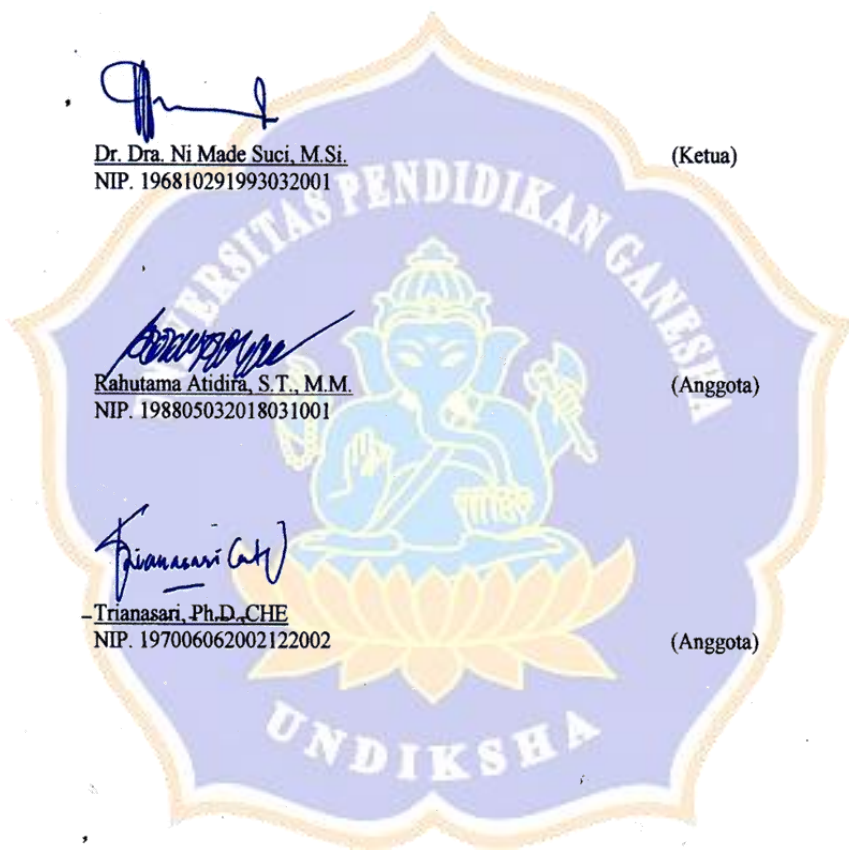 Dr. Dra. Ni Made Suci, M.Si. (Ketua)
NIP. 196810291993032001
UNIVERSITAS PENDIDIKAN GANESHA
Rahutama Atidira, S.T., M.M. (Anggota)
NIP. 198805032018031001
Trianasari
Trianasari, Ph.D.,CHE
NIP. 197006062002122002 (Anggota)
UNDIKSHA